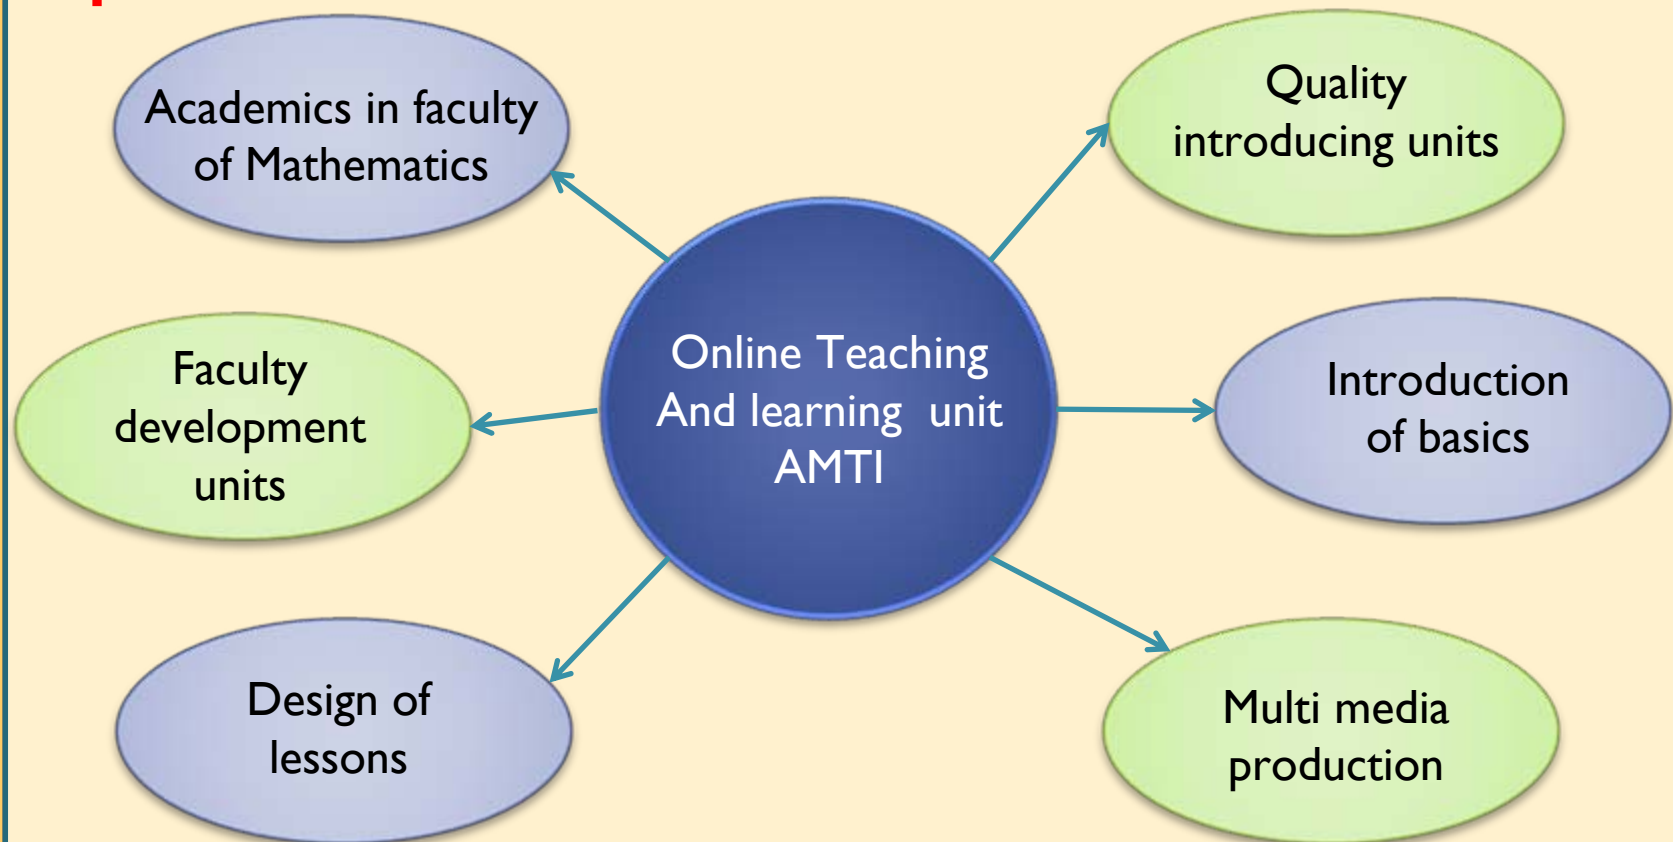 Academics in faculty
of Mathematics
Quality
introducing units
Faculty
development
units
Online Teaching
And learning unit
AMTI
Introduction
of basics
Design of
lessons
Multi media
production